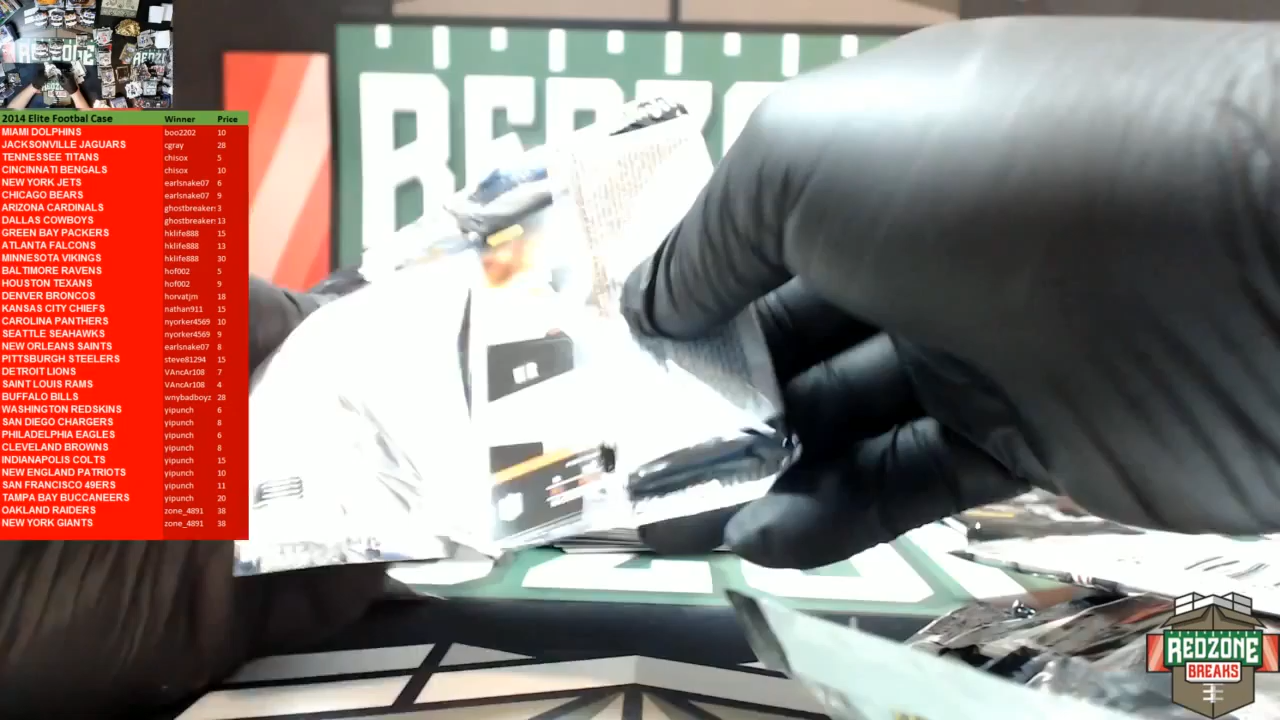 REDZONE
2014 Elite Footbal Case Winner Price
MIAMI DOLPHINS boo2202 10
JACKSONVILLE JAGUARS cgray 28
TENNESSEE TITANS chisox 5
CINCINNATI BENGALS chisox 10
NEW YORK JETS earlsnake07 6
CHICAGO BEARS earlsnake07 9
ARIZONA CARDINALS ghostbreaker 3
DALLAS COWBOYS ghostbreaker 13
GREEN BAY PACKERS hklife888 15
ATLANTA FALCONS hklife888 13
MINNESOTA VIKINGS hklife888 30
BALTIMORE RAVENS hof002 5
HOUSTON TEXANS hof002 9
DENVER BRONCOS horvatjm 18
KANSAS CITY CHIEFS nathan911 15
CAROLINA PANTHERS nyorker4569 10
SEATTLE SEAHAWKS nyorker4569 9
NEW ORLEANS SAINTS earlsnake07 8
PITTSBURGH STEELERS steve81294 15
DETROIT LIONS VAncAr108 7
SAINT LOUIS RAMS VAncAr108 4
BUFFALO BILLS wnybadboyz 28
WASHINGTON REDSKINS yipunch 6
SAN DIEGO CHARGERS yipunch 8
PHILADELPHIA EAGLES yipunch 6
CLEVELAND BROWNS yipunch 8
INDIANAPOLIS COLTS yipunch 15
NEW ENGLAND PATRIOTS yipunch 10
SAN FRANCISCO 49ERS yipunch 11
TAMPA BAY BUCCANEERS yipunch 20
OAKLAND RAIDERS zone_4891 38
NEW YORK GIANTS zone_4891 38
REDZONE
BREAKS